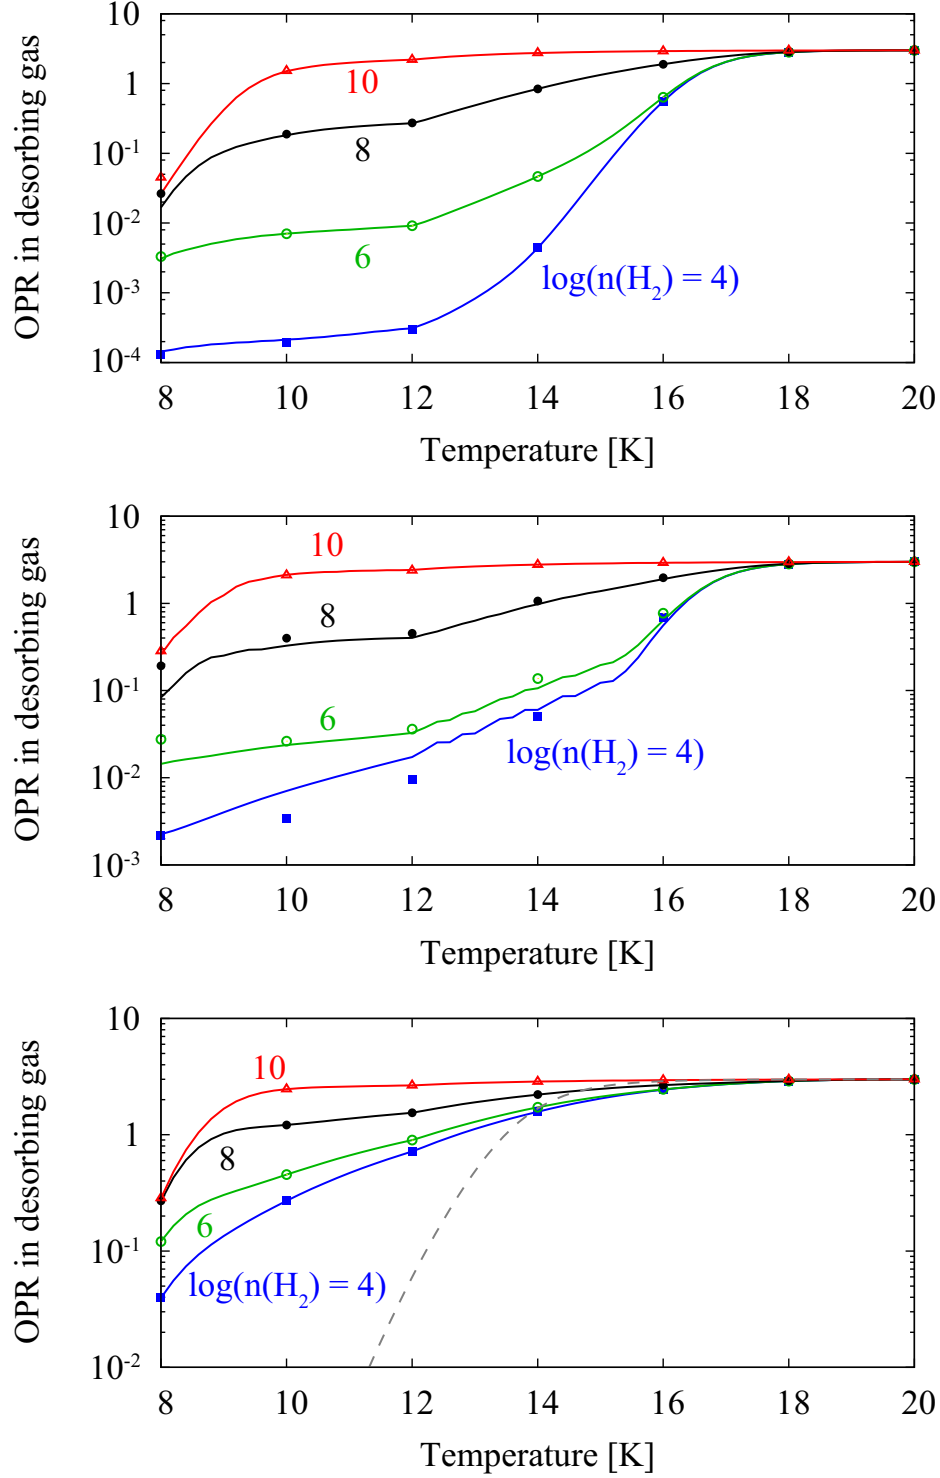 10
1
10-1
10-2
10-3
10-4
OPR in desorbing gas
10
8
6
log(n(H2) = 4)
8 10 12 14 16 18 20
Temperature [K]
10
1
10-1
10-2
10-3
OPR in desorbing gas
10
8
6
log(n(H2) = 4)
8 10 12 14 16 18 20
Temperature [K]
10
1
10-1
10-2
OPR in desorbing gas
10
8
6
log(n(H2) = 4)
8 10 12 14 16 18 20
Temperature [K]